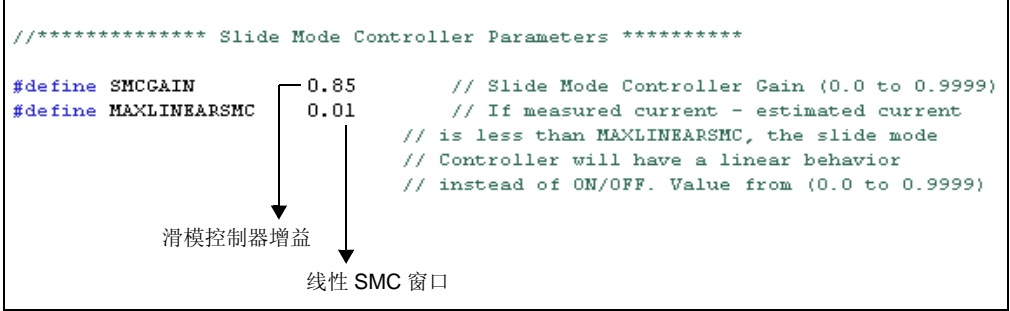 //************** Slide Mode Controller Parameters **********
#define SMCGAIN 0.85 // Slide Mode Controller Gain (0.0 to 0.9999)
#define MAXLINEARSMC 0.01 // If measured current - estimated current
// is less than MAXLINEARSMC, the slide mode
// Controller will have a linear behavior
// instead of ON/OFF. Value from (0.0 to 0.9999)
滑模控制器增益
线性 SMC 窗口